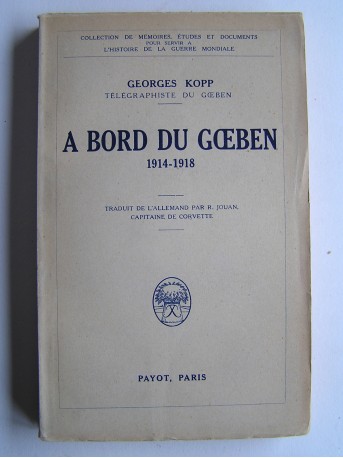 COLLECTION DE MÉMOIRES, ÉTUDES ET DOCUMENTS
POUR SERVIR A
L'HISTOIRE DE LA GUERRE MONDIALE
GEORGES KOPP
TÉLÉGRAPHISTE DU GŒBEN
A BORD DU GŒBEN
1914-1918
TRADUIT DE L'ALLEMAND PAR R. JOUAN,
CAPITAINE DE CORVETTE
PAYOT, PARIS